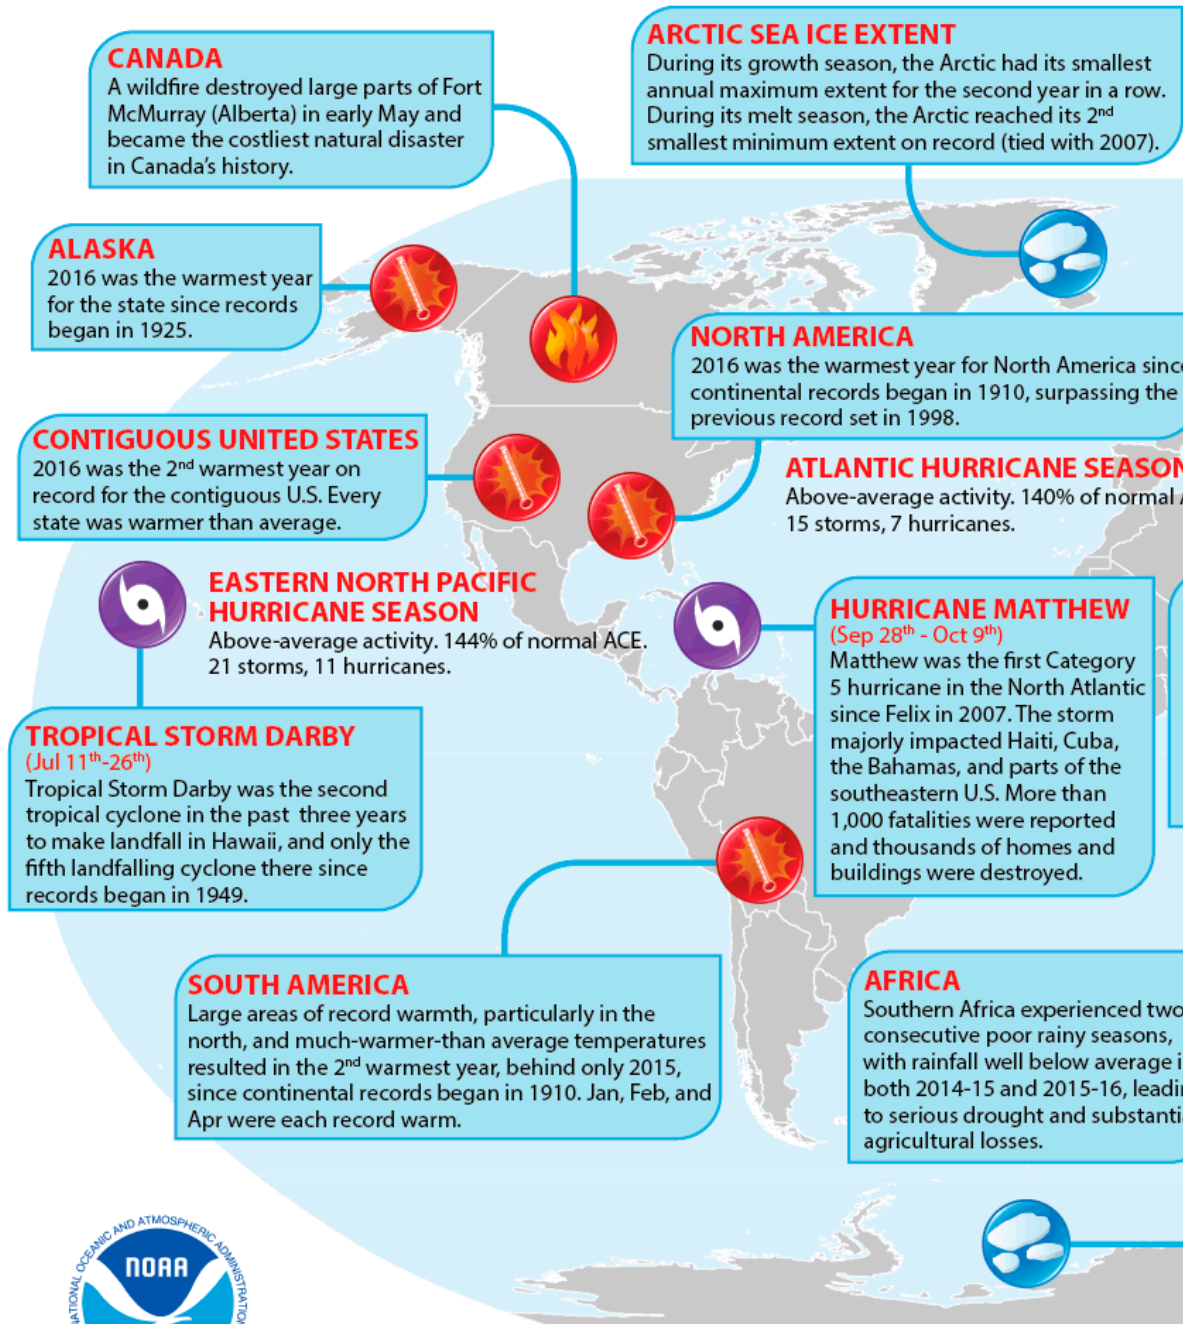 CANADA
A wildfire destroyed large parts of Fort
McMurray (Alberta) in early May and
became the costliest natural disaster
in Canada's history.
ARCTIC SEA ICE EXTENT
During its growth season, the Arctic had its smallest
annual maximum extent for the second year in a row.
During its melt season, the Arctic reached its 2nd
smallest minimum extent on record (tied with 2007).
ALASKA
2016 was the warmest year
for the state since records
began in 1925.
NORTH AMERICA
2016 was the warmest year for North America since
continental records began in 1910, surpassing the
previous record set in 1998.
CONTIGUOUS UNITED STATES
2016 was the 2nd warmest year on
record for the contiguous U.S. Every
state was warmer than average.
ATLANTIC HURRICANE SEASON
Above-average activity. 140% of normal
15 storms, 7 hurricanes.
EASTERN NORTH PACIFIC
HURRICANE SEASON
Above-average activity. 144% of normal ACE.
21 storms, 11 hurricanes.
HURRICANE MATTHEW
(Sep 28th - Oct 9th)
Matthew was the first Category
5 hurricane in the North Atlantic
since Felix in 2007. The storm
majorly impacted Haiti, Cuba,
the Bahamas, and parts of the
southeastern U.S. More than
1,000 fatalities were reported
and thousands of homes and
buildings were destroyed.
TROPICAL STORM DARBY
(Jul 11th-26th)
Tropical Storm Darby was the second
tropical cyclone in the past three years
to make landfall in Hawaii, and only the
fifth landfalling cyclone there since
records began in 1949.
SOUTH AMERICA
Large areas of record warmth, particularly in the
north, and much-warmer-than average temperatures
resulted in the 2nd warmest year, behind only 2015,
since continental records began in 1910. Jan, Feb, and
Apr were each record warm.
AFRICA
Southern Africa experienced two
consecutive poor rainy seasons,
with rainfall well below average
both 2014-15 and 2015-16,
to serious drought and
agricultural losses.
NATIONAL OCEANIC AND ATMOSPHERIC ADMINISTRATION
NOAA